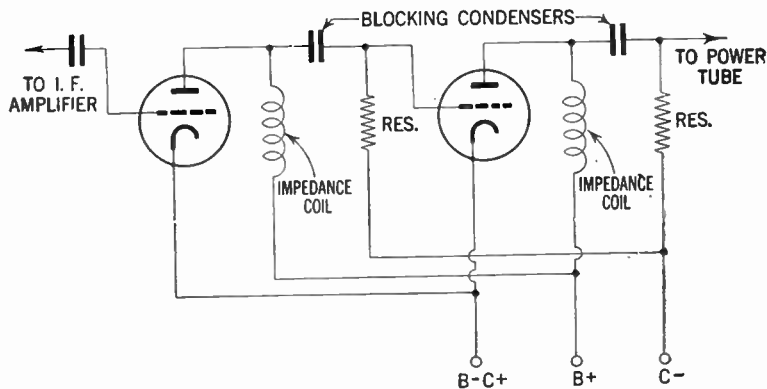 BLOCKING CONDENSERS
TO I. F.
AMPLIFIER
RES.
IMPEDANCE
COIL
TO POWER
TUBE
RES.
IMPEDANCE
COIL
B-C+
B+
C-